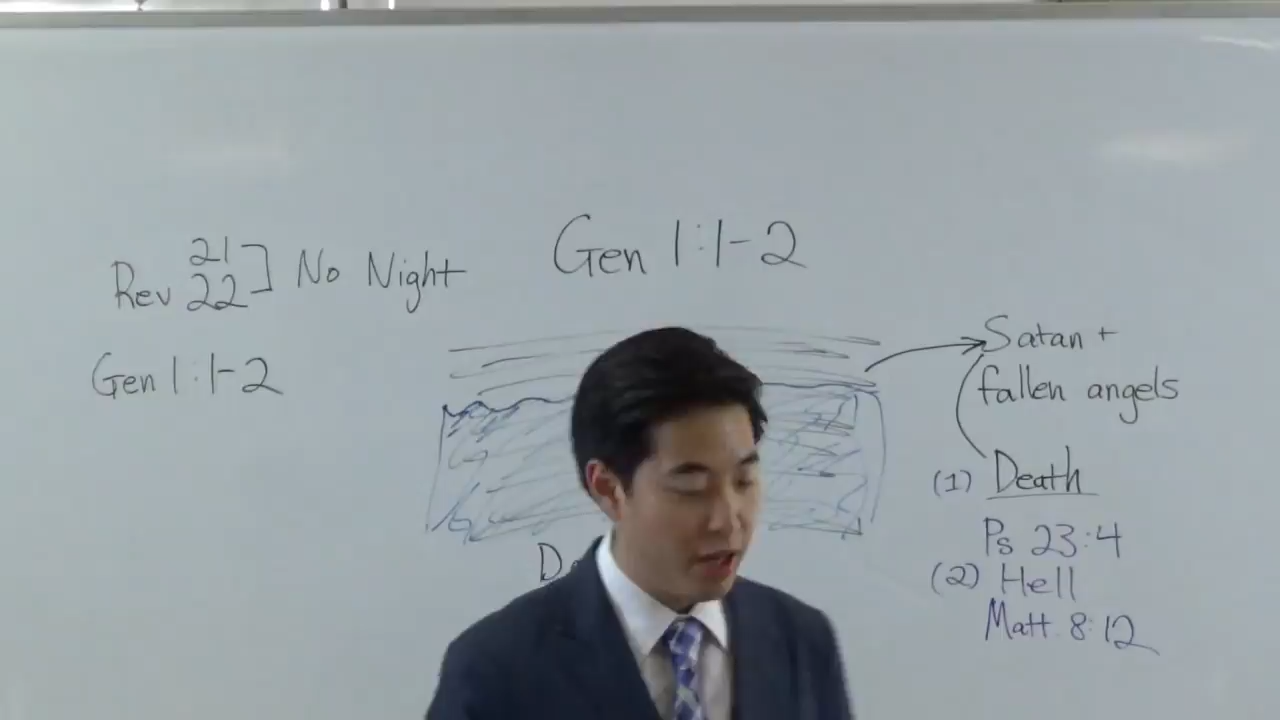 Rev 21
22 ] No Night
Gen 1:1-2
Gen 1:1-2
Satan +
fallen angels
(1) Death
Ps 23:4
(2) Hell
Matt 8:12